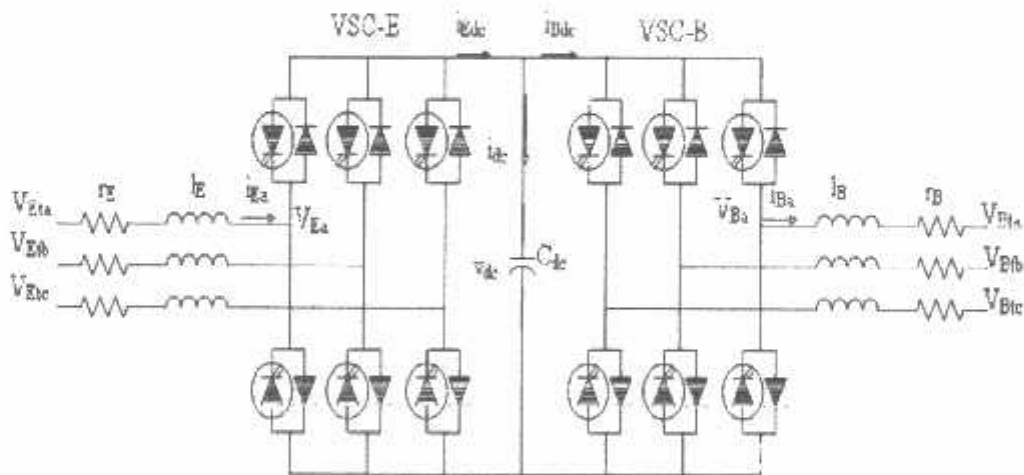 VSC-E
iEdc
iBdc
VSC-B
idc
VEta
rE
lE
iEa
VEa
VEtb
VEtc
vdc
Cdc
VBa
iBa
lB
rB
VBta
VBtb
VBtc